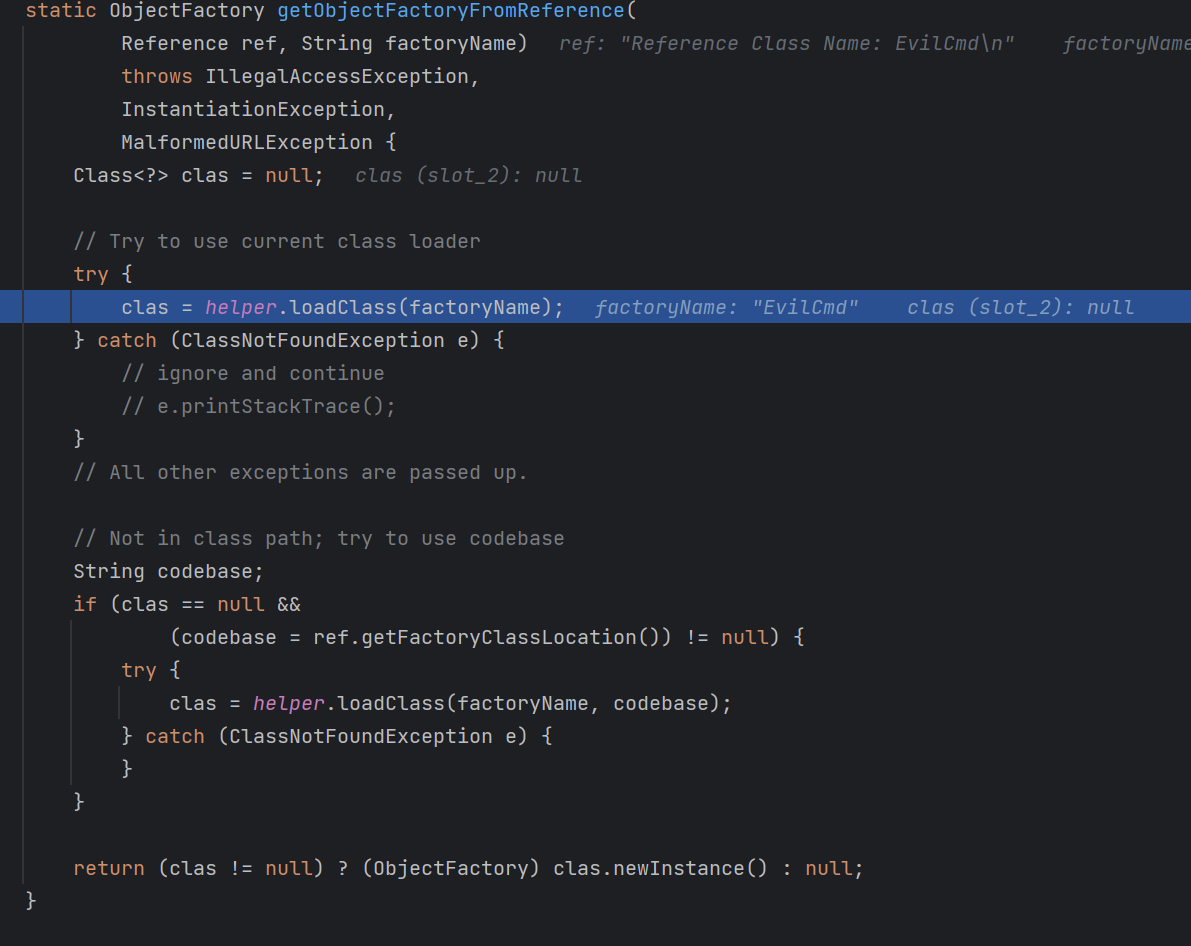 static ObjectFactory getObjectFactoryFromReference(
        Reference ref, String factoryName)   ref: "Reference Class Name: EvilCmd\n"    factoryName
        throws IllegalAccessException,
        InstantiationException,
        MalformedURLException {
    Class<?> clas = null;   clas (slot_2): null

    // Try to use current class loader
    try {
        clas = helper.loadClass(factoryName);   factoryName: "EvilCmd"    clas (slot_2): null
    } catch (ClassNotFoundException e) {
        // ignore and continue
        // e.printStackTrace();
    }
    // All other exceptions are passed up.

    // Not in class path; try to use codebase
    String codebase;
    if (clas == null &&
            (codebase = ref.getFactoryClassLocation()) != null) {
        try {
            clas = helper.loadClass(factoryName, codebase);
        } catch (ClassNotFoundException e) {
        }
    }

    return (clas != null) ? (ObjectFactory) clas.newInstance() : null;
}